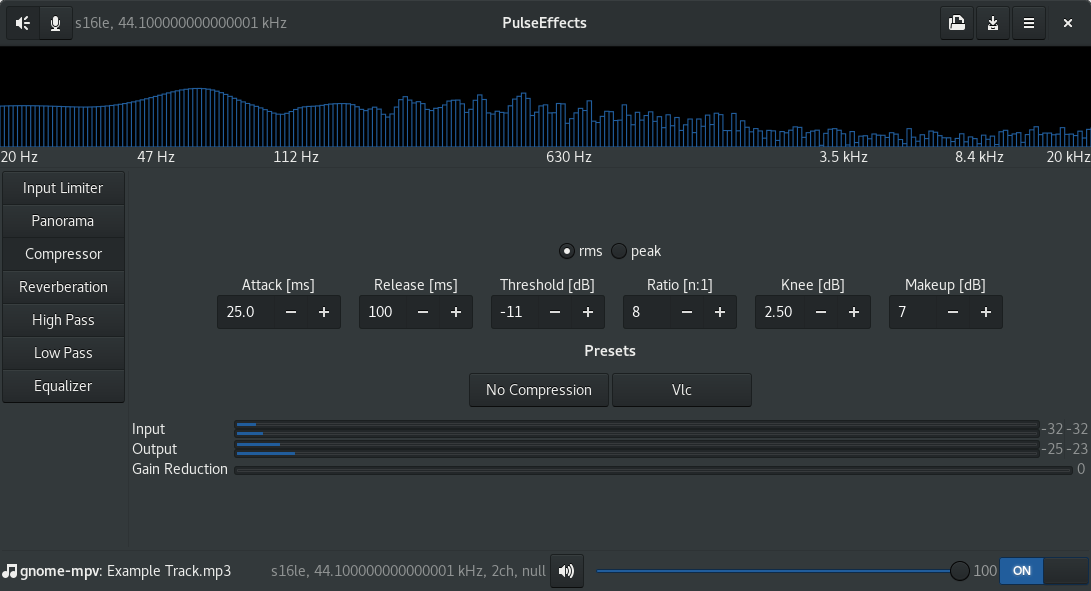 s16le, 44.100000000000001 kHz PulseEffects
20 Hz 47 Hz 112 Hz 630 Hz 3.5 kHz 8.4 kHz 20 kHz
Input Limiter
Panorama
Compressor
Reverberation
High Pass
Low Pass
Equalizer
rms peak
Attack [ms] Release [ms] Threshold [dB] Ratio [n:1] Knee [dB] Makeup [dB]
25.0 − + 100 − + -11 − + 8 − + 2.50 − + 7 − +
Presets
No Compression Vlc
Input -32 -32
Output -25 -23
Gain Reduction 0
gnome-mpv: Example Track.mp3 s16le, 44.100000000000001 kHz, 2ch, null 100 ON